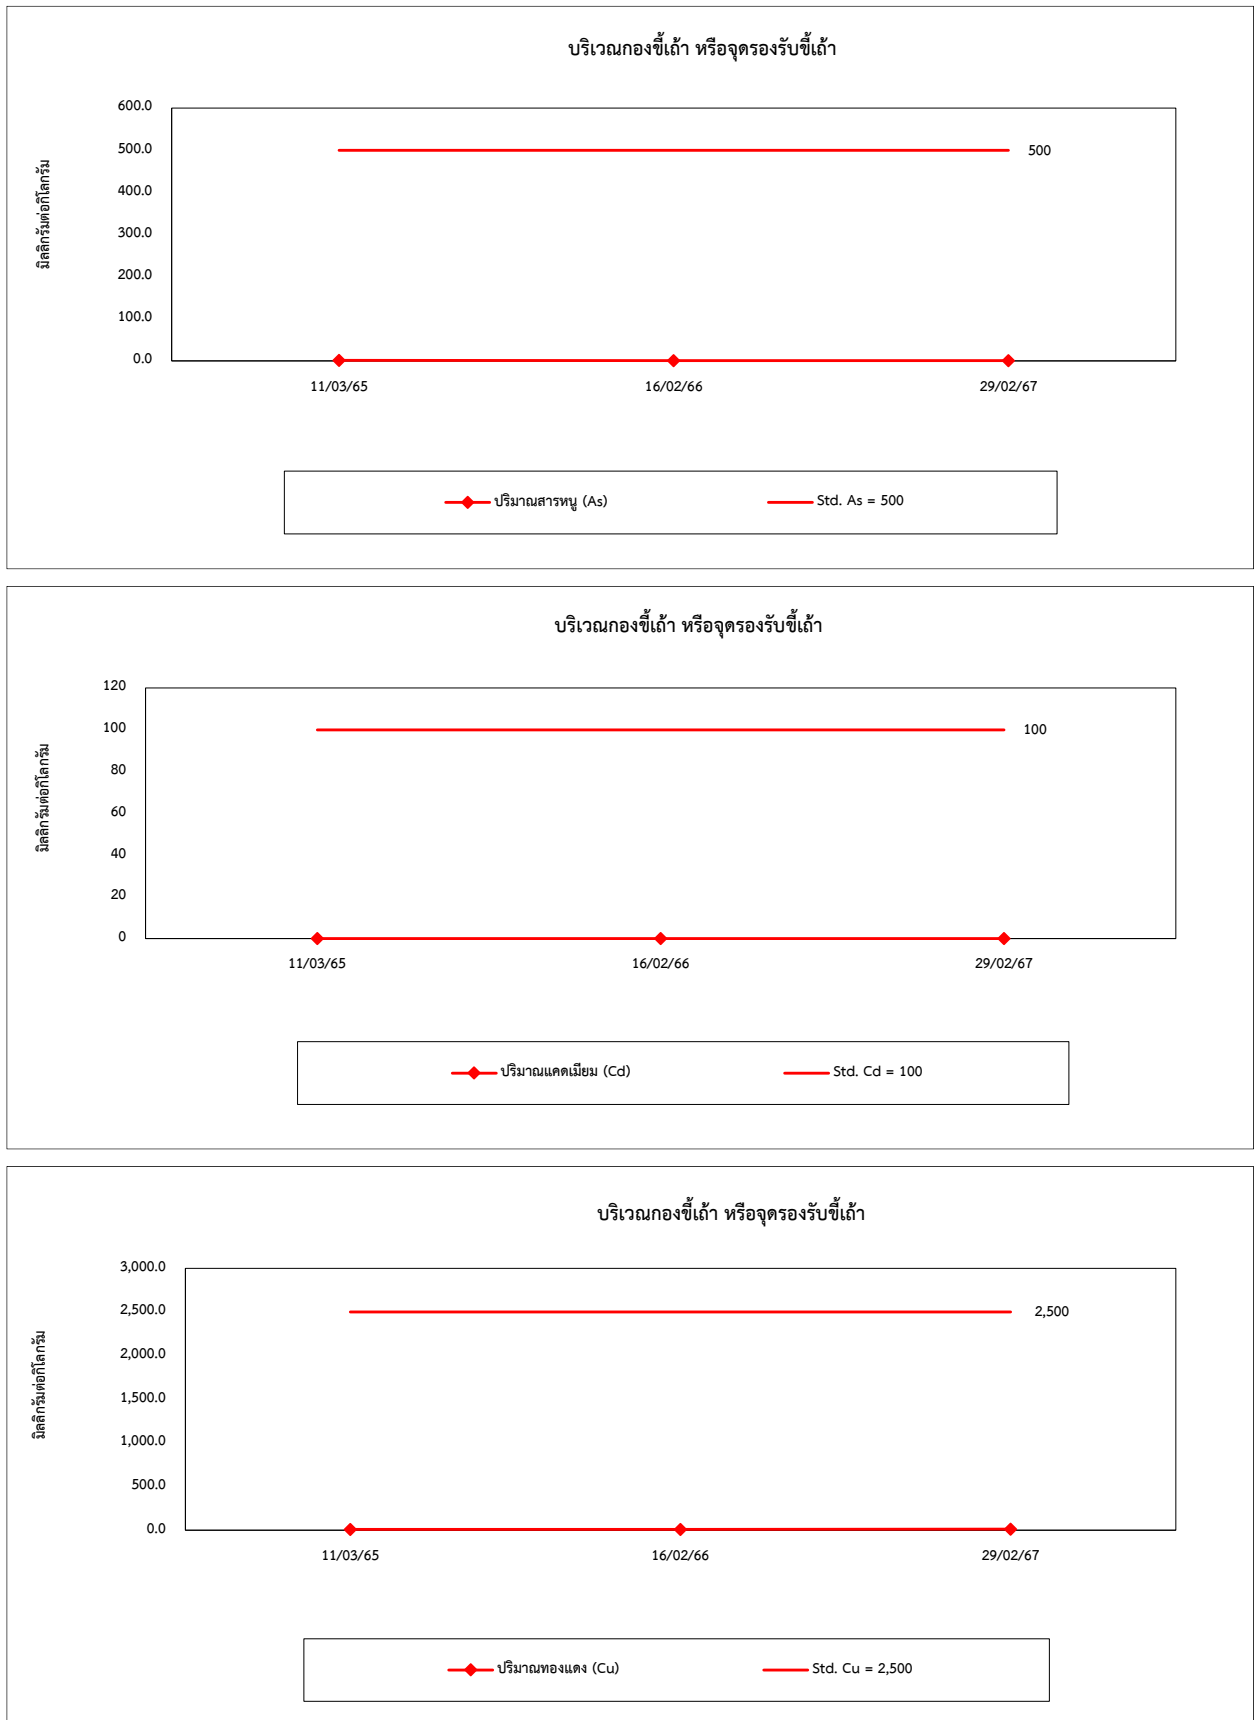 บริเวณกองขี้เถ้า หรือจุดรองรับขี้เถ้า
มิลลิกรัมต่อกิโลกรัม
600.0
500.0
400.0
300.0
200.0
100.0
0.0
500
11/03/65 16/02/66 29/02/67
ปริมาณสารหนู (As) Std. As = 500
บริเวณกองขี้เถ้า หรือจุดรองรับขี้เถ้า
มิลลิกรัมต่อกิโลกรัม
120
100
80
60
40
20
0
100
11/03/65 16/02/66 29/02/67
ปริมาณแคดเมียม (Cd) Std. Cd = 100
บริเวณกองขี้เถ้า หรือจุดรองรับขี้เถ้า
มิลลิกรัมต่อกิโลกรัม
3,000.0
2,500.0
2,000.0
1,500.0
1,000.0
500.0
0.0
2,500
11/03/65 16/02/66 29/02/67
ปริมาณทองแดง (Cu) Std. Cu = 2,500